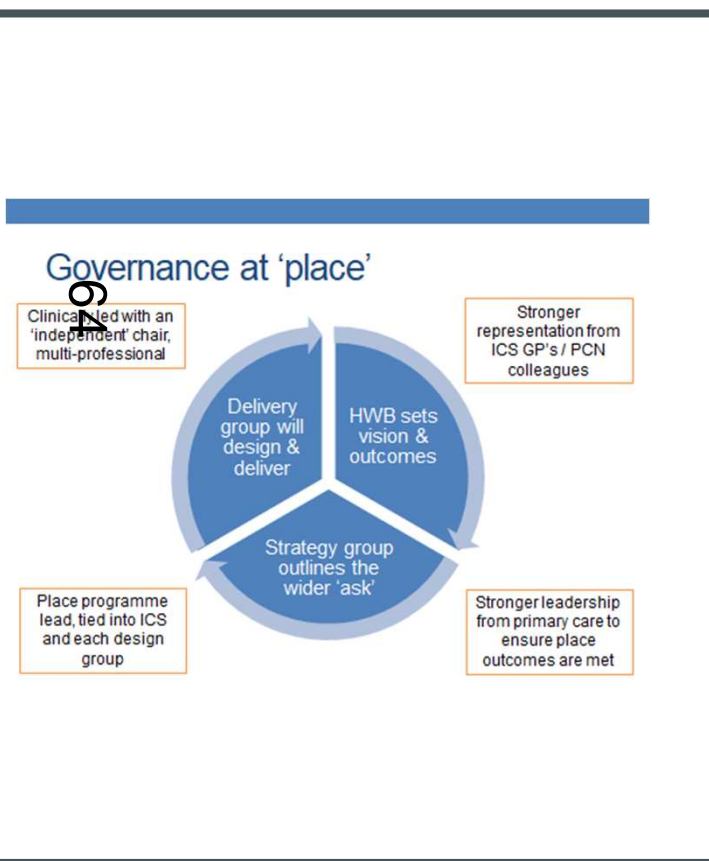 Governance at ‘place’
64
Clinically led with an
‘independent’ chair,
multi-professional
Stronger
representation from
ICS GP's / PCN
colleagues
Delivery
group will
design &
deliver
HWB sets
vision &
outcomes
Strategy group
outlines the
wider ‘ask’
Place programme
lead, tied into ICS
and each design
group
Stronger leadership
from primary care to
ensure place
outcomes are met